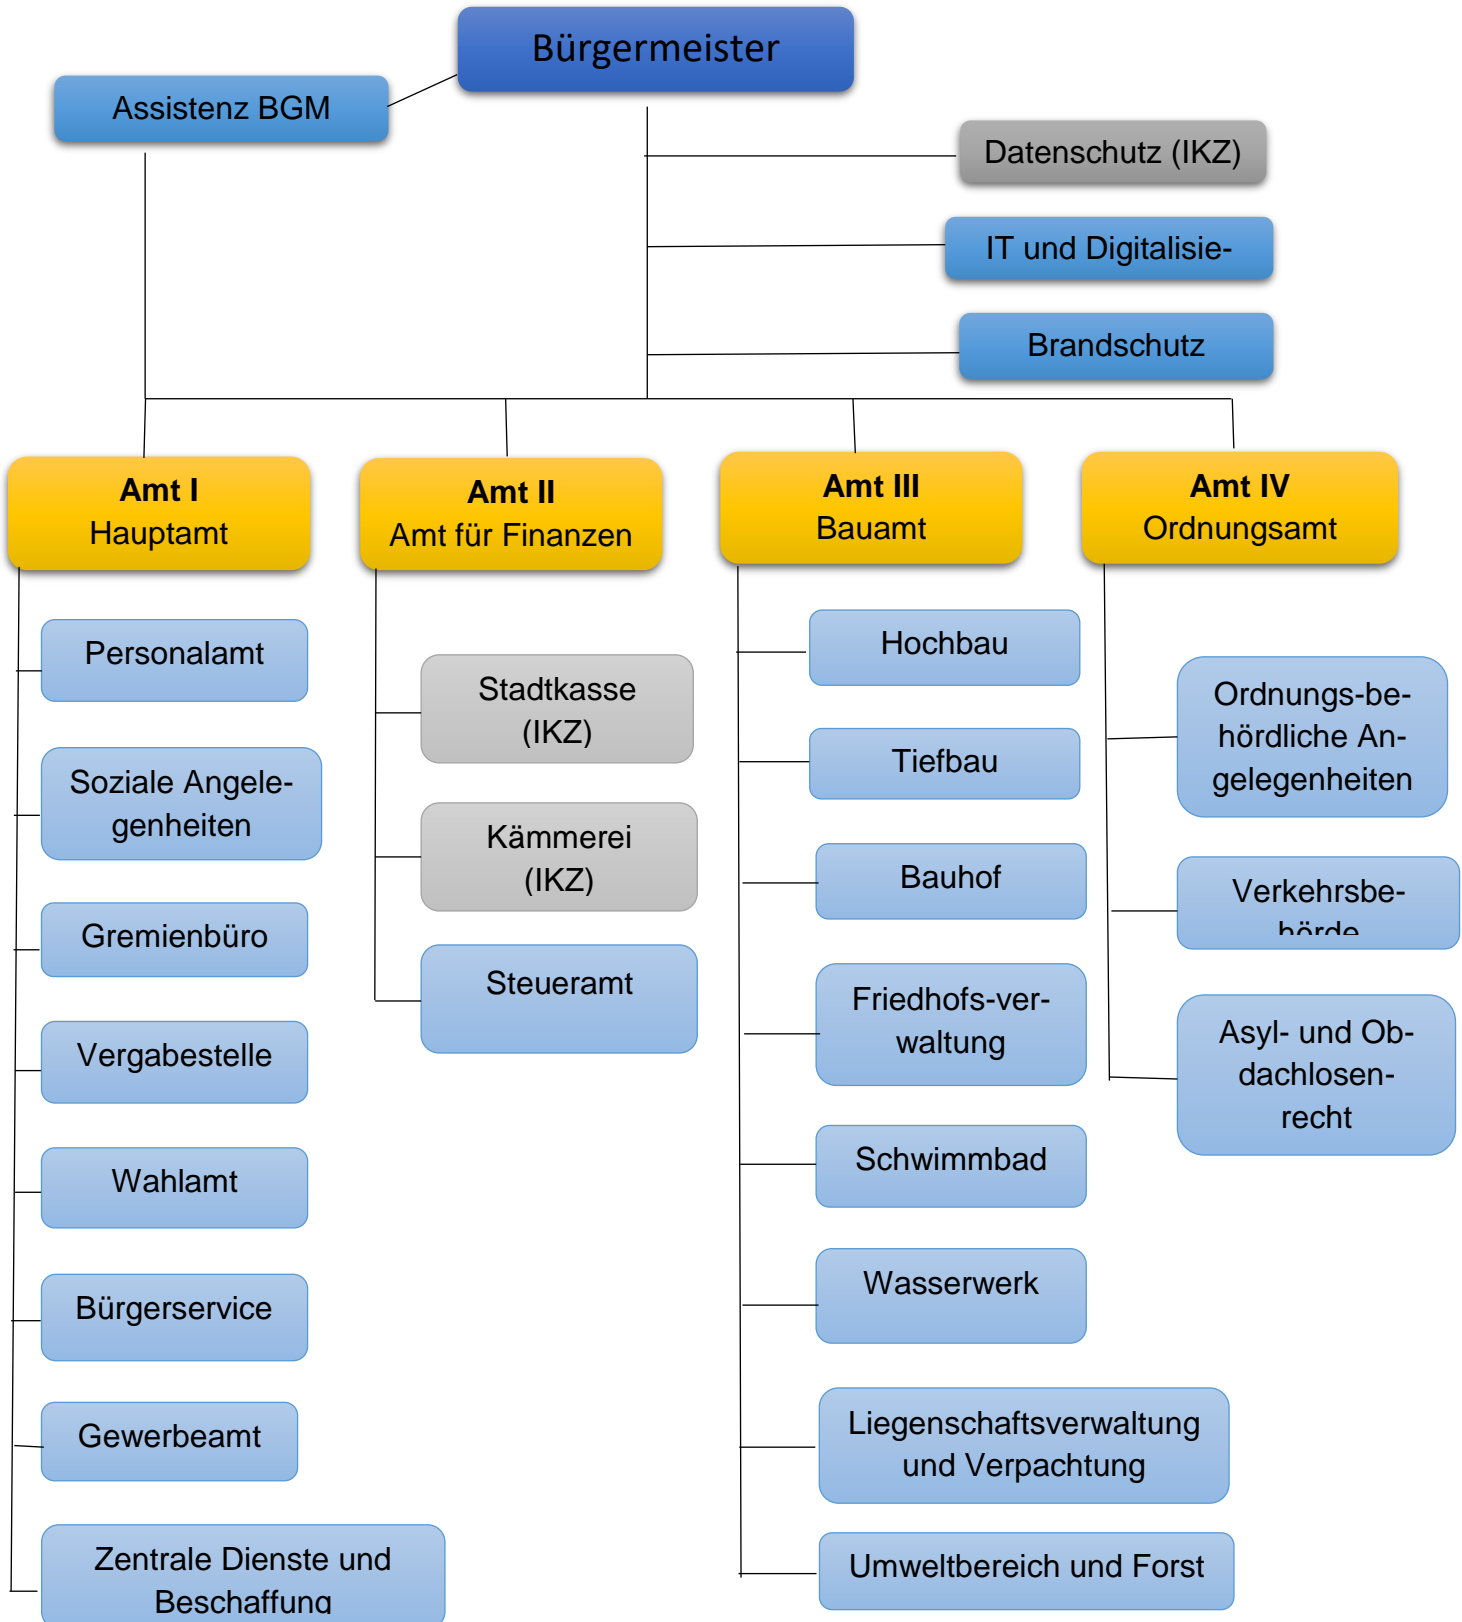 Bürgermeister
Assistenz BGM
Datenschutz (IKZ)
IT und Digitalisie-
Brandschutz
Amt I
Hauptamt
Personalamt
Soziale Angele-
genheiten
Gremienbüro
Vergabestelle
Wahlamt
Bürgerservice
Gewerbeamt
Zentrale Dienste und
Beschaffung
Amt II
Amt für Finanzen
Stadtkasse
(IKZ)
Kämmerei
(IKZ)
Steueramt
Amt III
Bauamt
Hochbau
Tiefbau
Bauhof
Friedhofs-ver-
waltung
Schwimmbad
Wasserwerk
Liegenschaftsverwaltung
und Verpachtung
Umweltbereich und Forst
Amt IV
Ordnungsamt
Ordnungs-be-
hördliche An-
gelegenheiten
Verkehrsbe-
hörde
Asyl- und Ob-
dachlosen-
recht